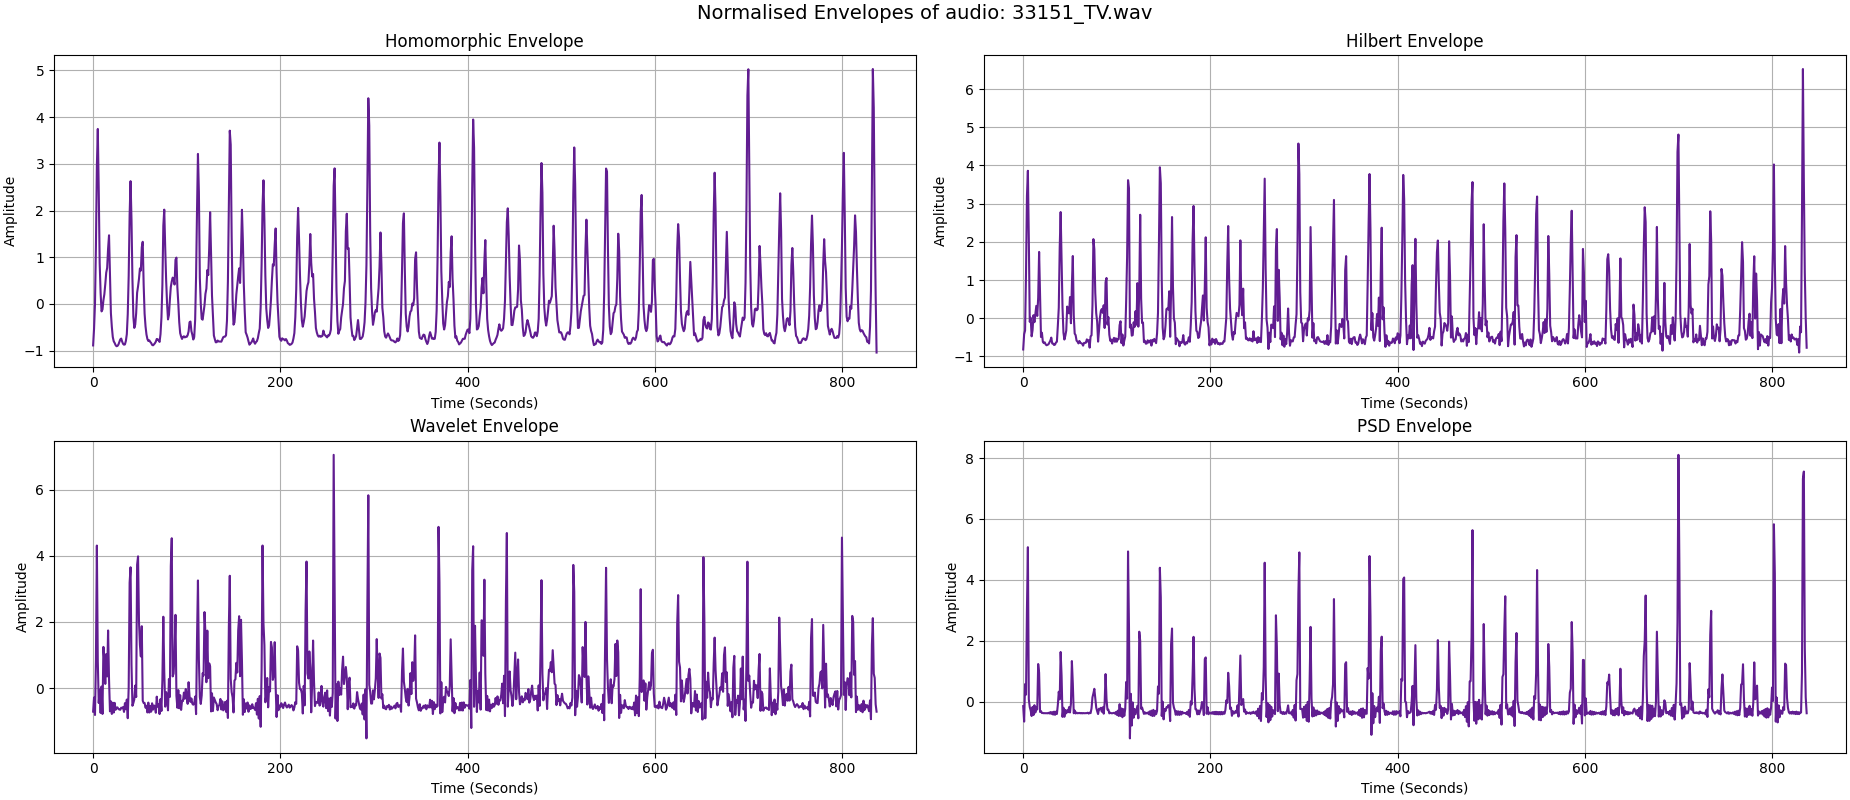 Normalised Envelopes of audio: 33151_TV.wav
Homomorphic Envelope
Amplitude
5
4
3
2
1
0
−1
0 200 400 600 800
Time (Seconds)
Hilbert Envelope
Amplitude
6
5
4
3
2
1
0
−1
0 200 400 600 800
Time (Seconds)
Wavelet Envelope
Amplitude
6
4
2
0
0 200 400 600 800
Time (Seconds)
PSD Envelope
Amplitude
8
6
4
2
0
0 200 400 600 800
Time (Seconds)